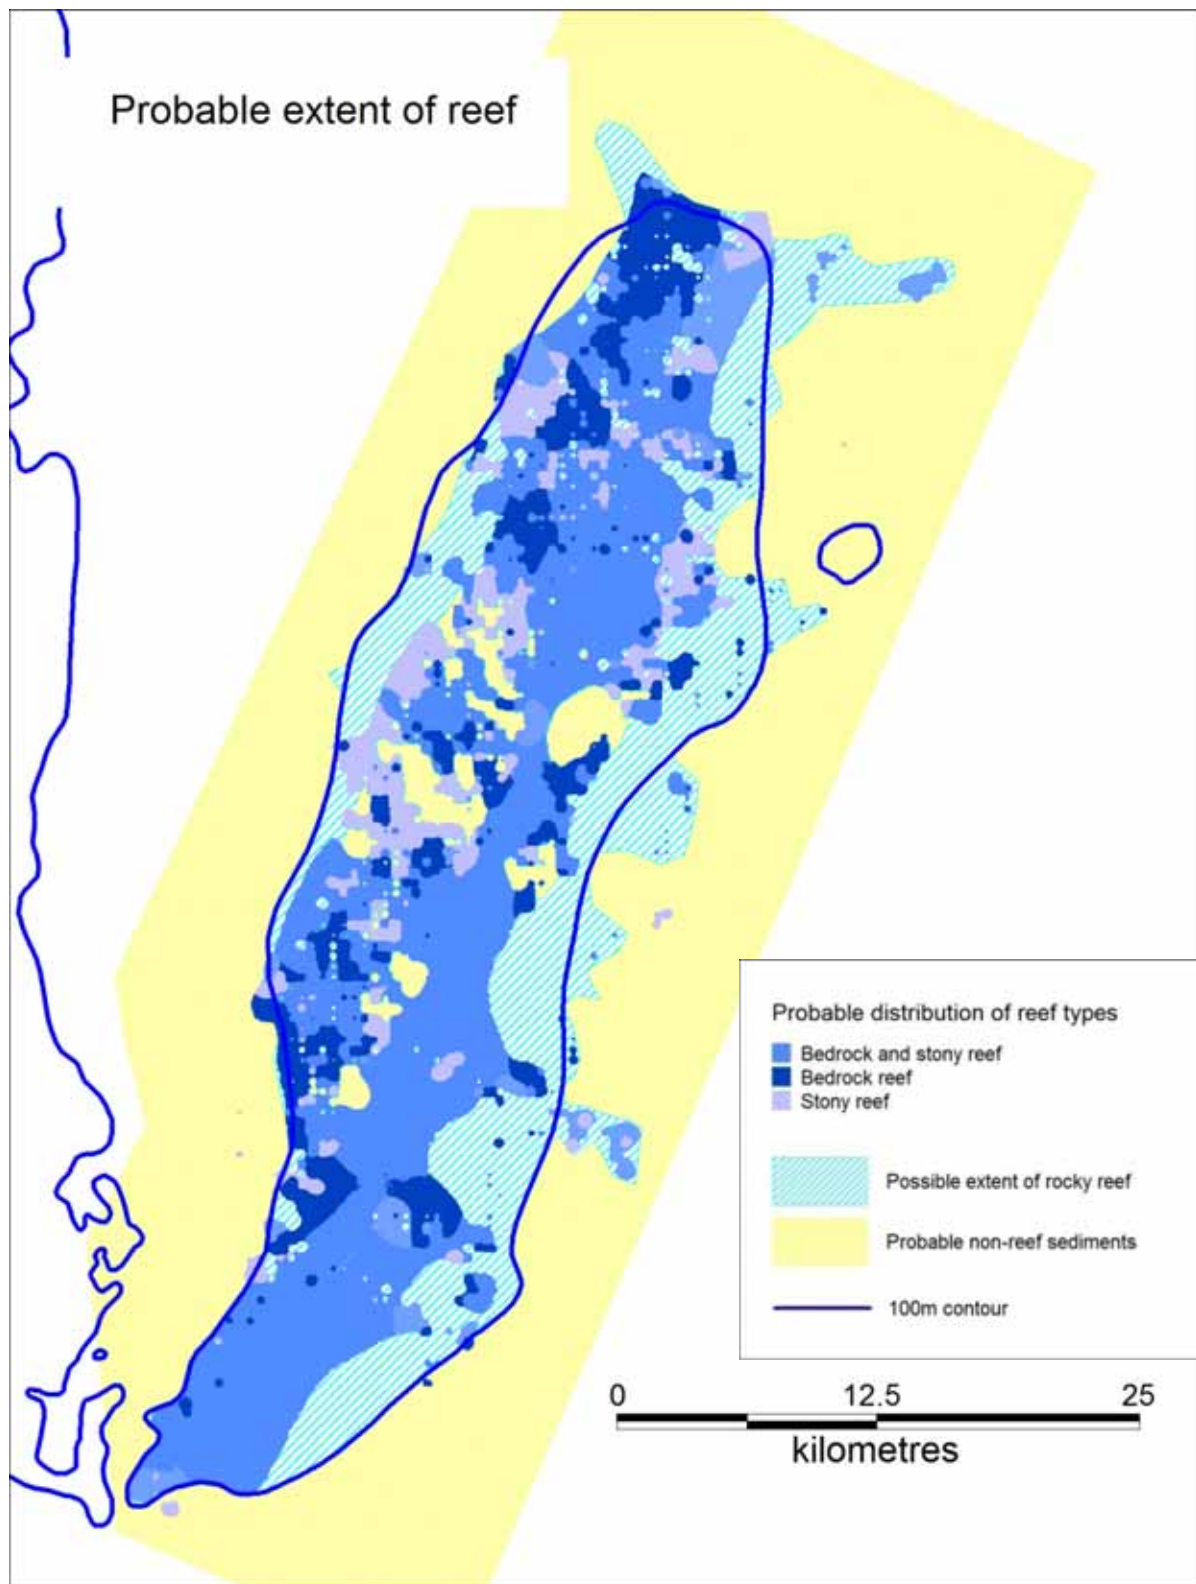 Probable extent of reef
Probable distribution of reef types
Bedrock and stony reef
Bedrock reef
Stony reef
Possible extent of rocky reef
Probable non-reef sediments
100m contour
0 12.5 25
kilometres